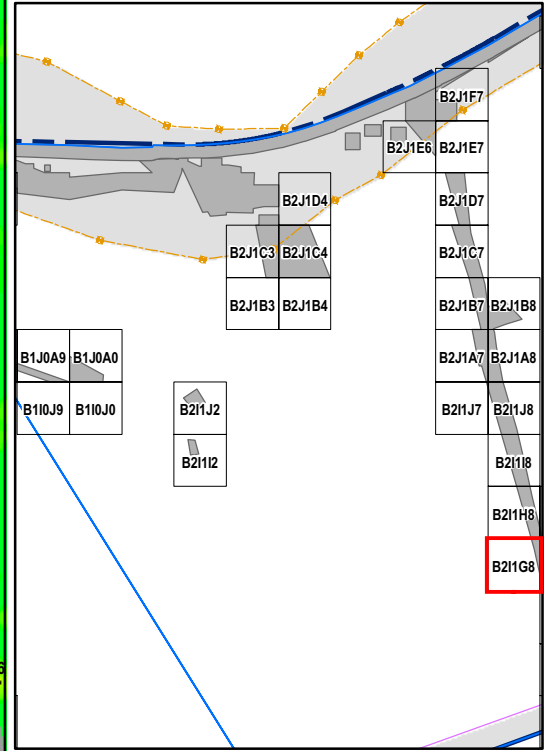 B2J1F7
B2J1E6 B2J1E7
B2J1D4 B2J1D7
B2J1C3 B2J1C4 B2J1C7
B2J1B3 B2J1B4 B2J1B7 B2J1B8
B1J0A9 B1J0A0 B2J1A7 B2J1A8
B1I0J9 B1I0J0 B2I1J2 B2I1J7 B2I1J8
B2I1I2 B2I1I8
B2I1H8
B2I1G8